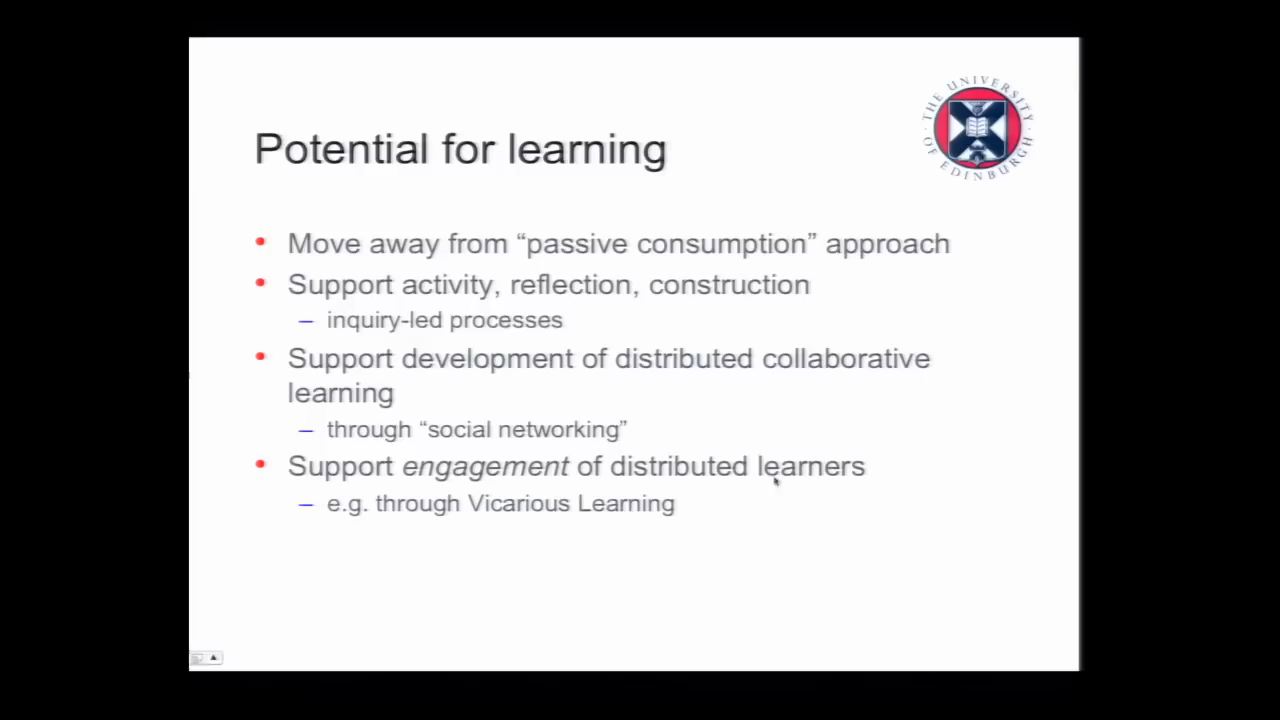 THE UNIVERSITY OF EDINBURGH
Potential for learning
• Move away from “passive consumption” approach
• Support activity, reflection, construction
– inquiry-led processes
• Support development of distributed collaborative
learning
– through “social networking”
• Support engagement of distributed learners
– e.g. through Vicarious Learning